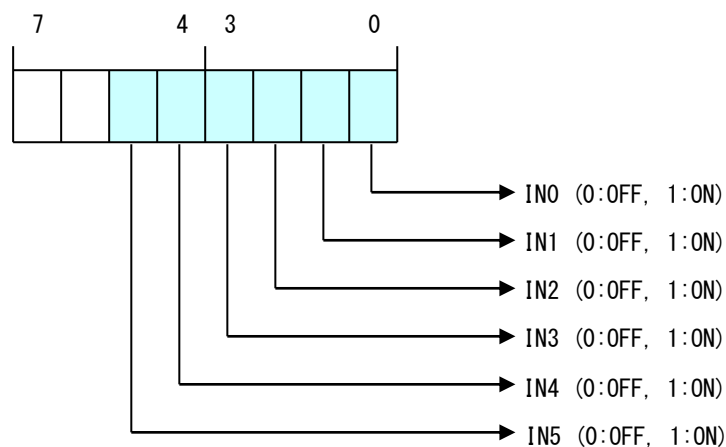 7 4 3 0
IN0 (0:OFF, 1:ON)
IN1 (0:OFF, 1:ON)
IN2 (0:OFF, 1:ON)
IN3 (0:OFF, 1:ON)
IN4 (0:OFF, 1:ON)
IN5 (0:OFF, 1:ON)